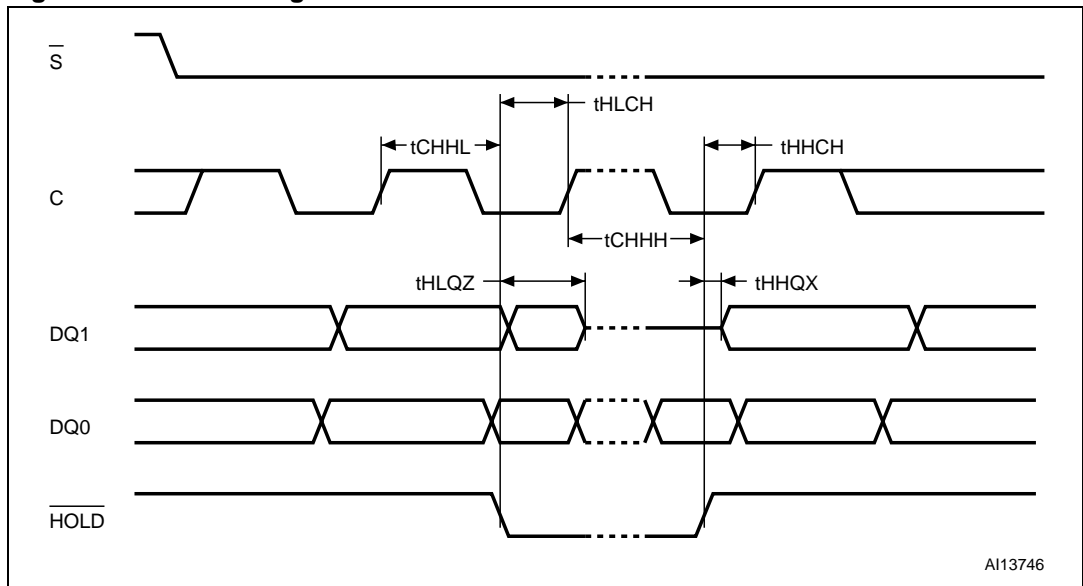 S
tHLCH
tCHHL
tHHCH
C
tCHHH
tHLQZ
tHHQX
DQ1
DQ0
HOLD
AI13746